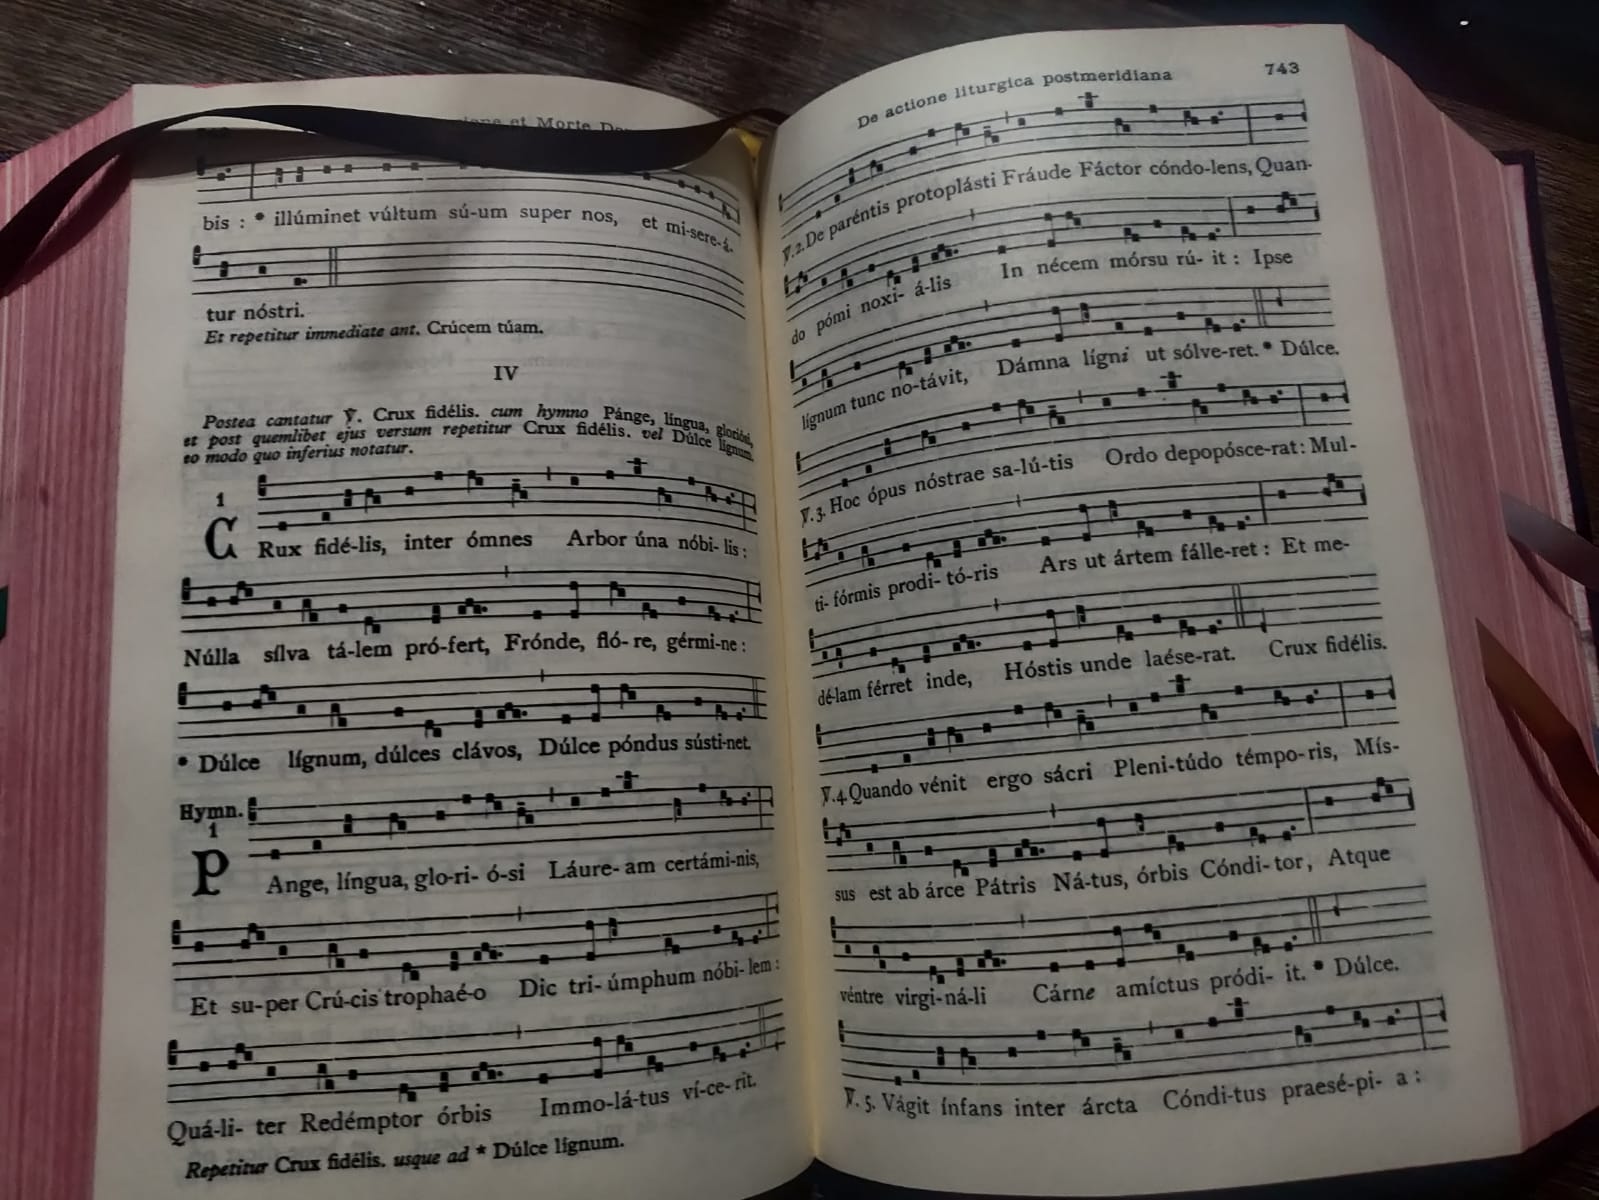 et Morte
bis : * illúminet vúltum sú-um super nos, et mi-sere-á-
tur nóstri.
Et repetitur immediate ant. Crúcem túam.
IV
Postea cantatur ℣. Crux fidélis. cum hymno Pánge, língua, gloriósi,
et post quemlibet ejus versum repetitur Crux fidélis. vel Dúlce lígnum.
eo modo quo inferius notatur.
1
C Rux fidé-lis, inter ómnes Arbor úna nóbi- lis :
Núlla sílva tá-lem pró-fert, Frónde, fló- re, gérmi-ne :
* Dúlce lígnum, dúlces clávos, Dúlce póndus sústi-net.
Hymn.
1
P Ange, língua, glo-ri- ó-si Láure- am certámi-nis,
Et su-per Crú-cis trophaé-o Dic tri- úmphum nóbi- lem :
Quá-li- ter Redémptor órbis Immo-lá-tus ví-ce- rit.
Repetitur Crux fidélis. usque ad * Dúlce lígnum.
De actione liturgica postmeridiana 743
℣. 2. De paréntis protoplásti Fráude Fáctor cóndo-lens, Quan-
do pómi noxi- á-lis In nécem mórsu rú- it : Ipse
lígnum tunc no-távit, Dámna lígni ut sólve-ret. * Dúlce.
℣. 3. Hoc ópus nóstrae sa-lú-tis Ordo depopósce-rat : Mul-
ti- fórmis prodi- tó-ris Ars ut ártem fálle-ret : Et me-
dé-lam férret inde, Hóstis unde laése-rat. Crux fidélis.
℣. 4. Quando vénit ergo sácri Pleni-túdo témpo-ris, Mís-
sus est ab árce Pátris Ná-tus, órbis Cóndi- tor, Atque
véntre virgi-ná-li Cárne amíctus pródi- it. * Dúlce.
℣. 5. Vágit ínfans inter árcta Cóndi-tus praesé-pi- a :